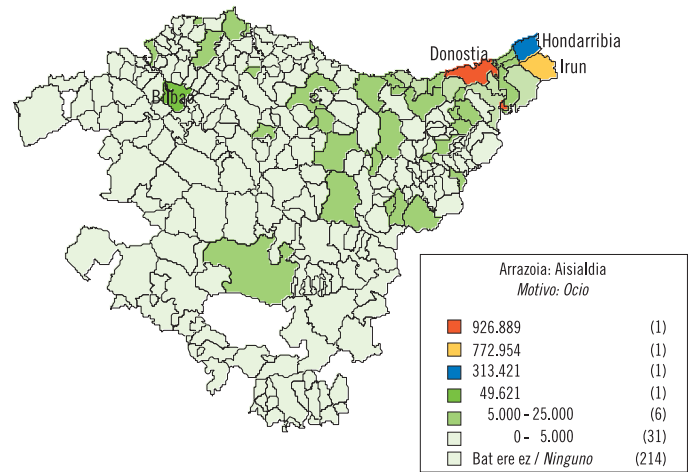 Hondarribia
Donostia
Irun
Bilbao
Arrazoia: Aisialdia
Motivo: Ocio
926.889 (1)
772.954 (1)
313.421 (1)
49.621 (1)
5.000 - 25.000 (6)
0 - 5.000 (31)
Bat ere ez / Ninguno (214)